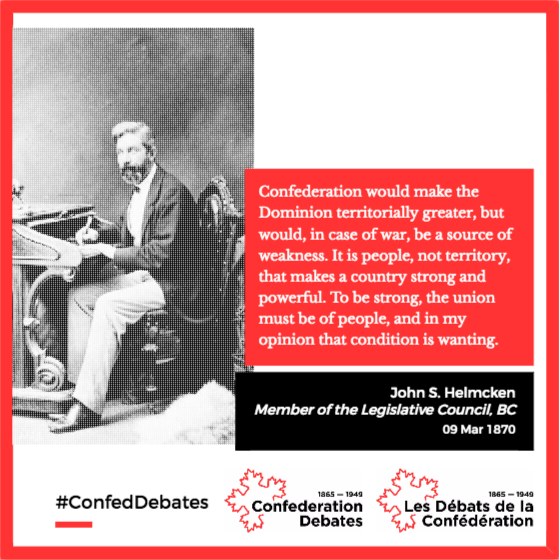 Confederation would make the
Dominion territorially greater, but
would, in case of war, be a source of
weakness. It is people, not territory,
that makes a country strong and
powerful. To be strong, the union
must be of people, and in my
opinion that condition is wanting.
John S. Helmcken
Member of the Legislative Council, BC
09 Mar 1870
#ConfedDebates
1865 — 1949
Confederation
Debates
1865 — 1949
Les Débats de la
Confédération